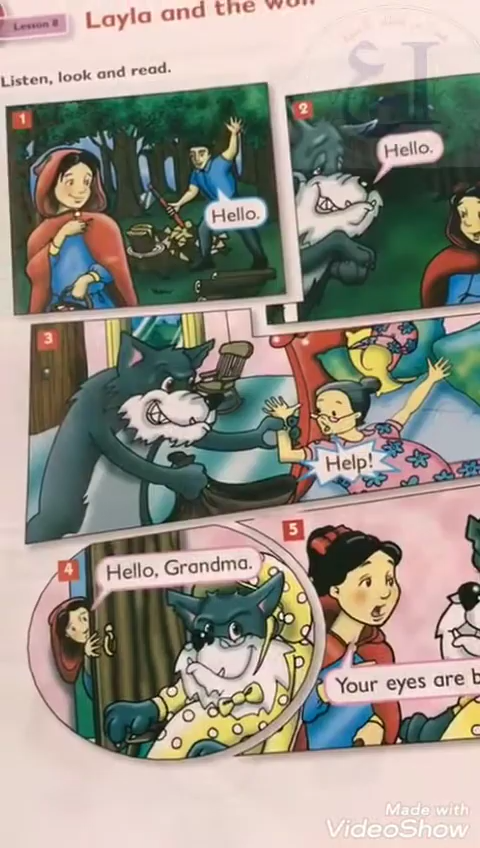 Lesson 8
Layla and the wolf
Listen, look and read.
1
Hello.
2
Hello.
3
Help!
4
Hello, Grandma.
5
Your eyes are b
Made with
VideoShow